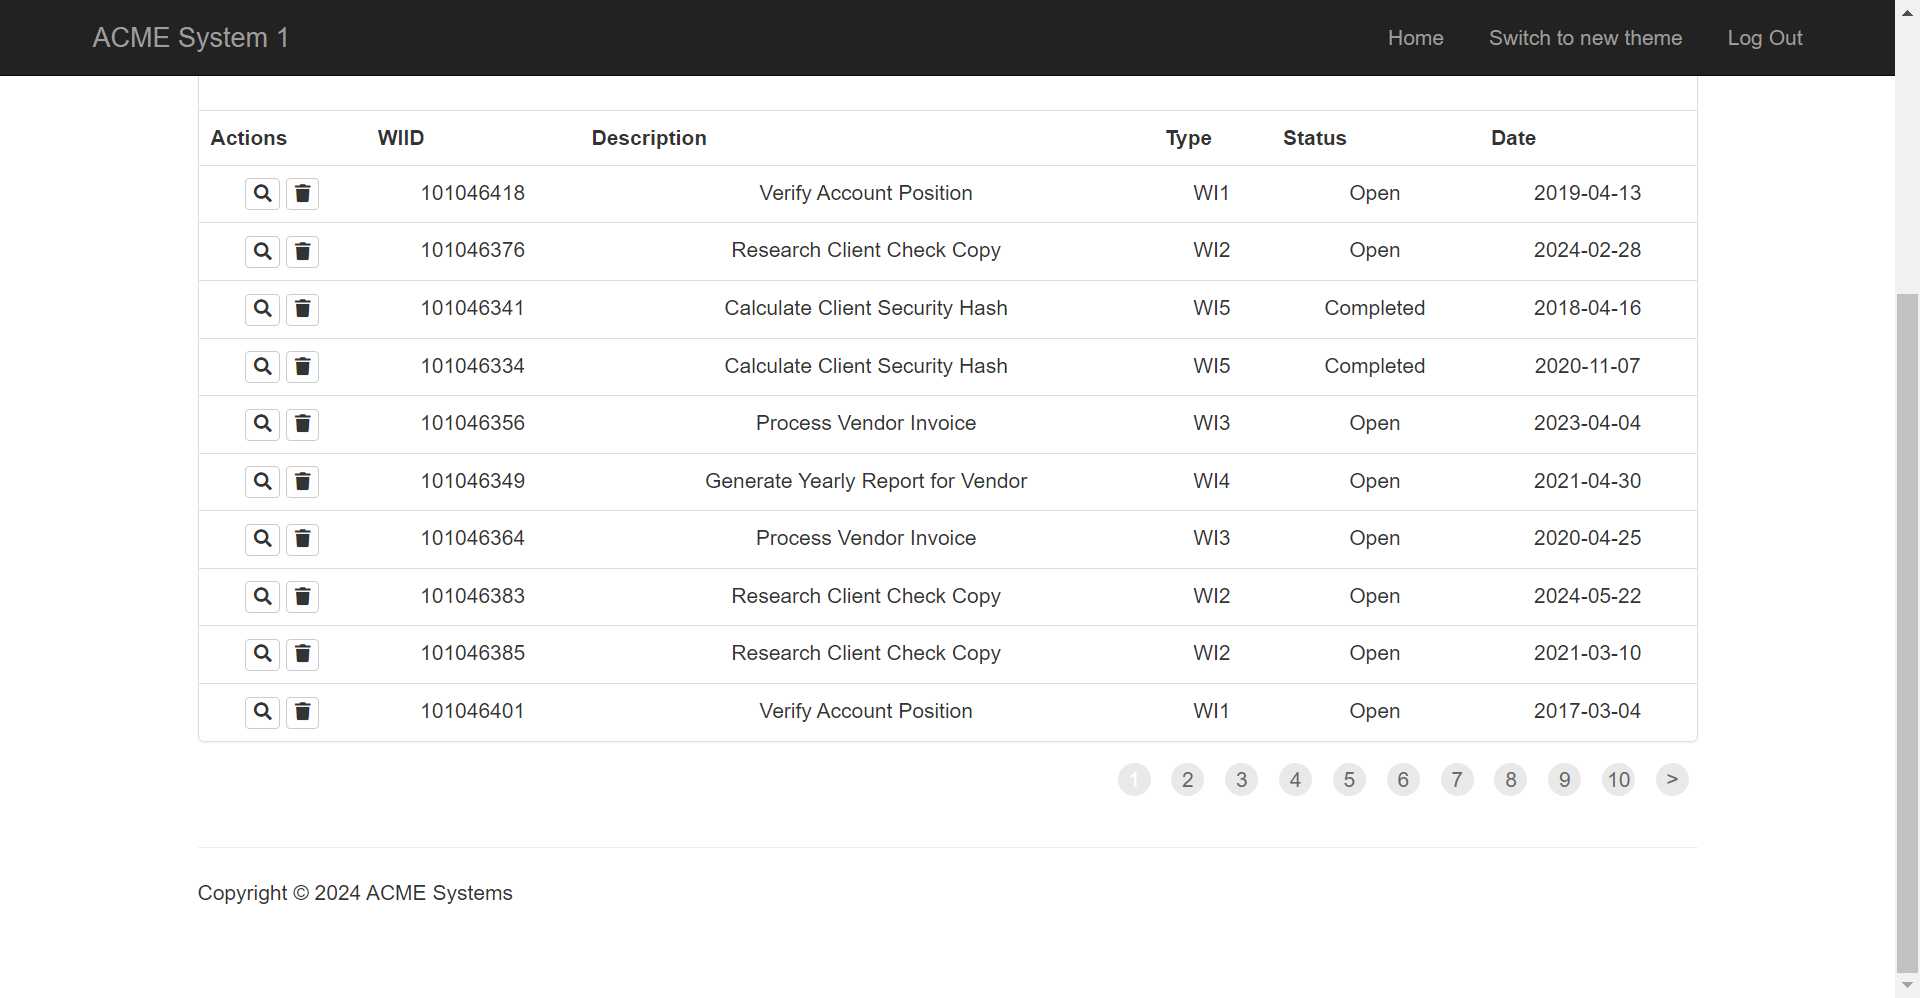 ACME System 1 Home Switch to new theme Log Out
Actions WIID Description Type Status Date
101046418 Verify Account Position WI1 Open 2019-04-13
101046376 Research Client Check Copy WI2 Open 2024-02-28
101046341 Calculate Client Security Hash WI5 Completed 2018-04-16
101046334 Calculate Client Security Hash WI5 Completed 2020-11-07
101046356 Process Vendor Invoice WI3 Open 2023-04-04
101046349 Generate Yearly Report for Vendor WI4 Open 2021-04-30
101046364 Process Vendor Invoice WI3 Open 2020-04-25
101046383 Research Client Check Copy WI2 Open 2024-05-22
101046385 Research Client Check Copy WI2 Open 2021-03-10
101046401 Verify Account Position WI1 Open 2017-03-04
1 2 3 4 5 6 7 8 9 10 >
Copyright © 2024 ACME Systems